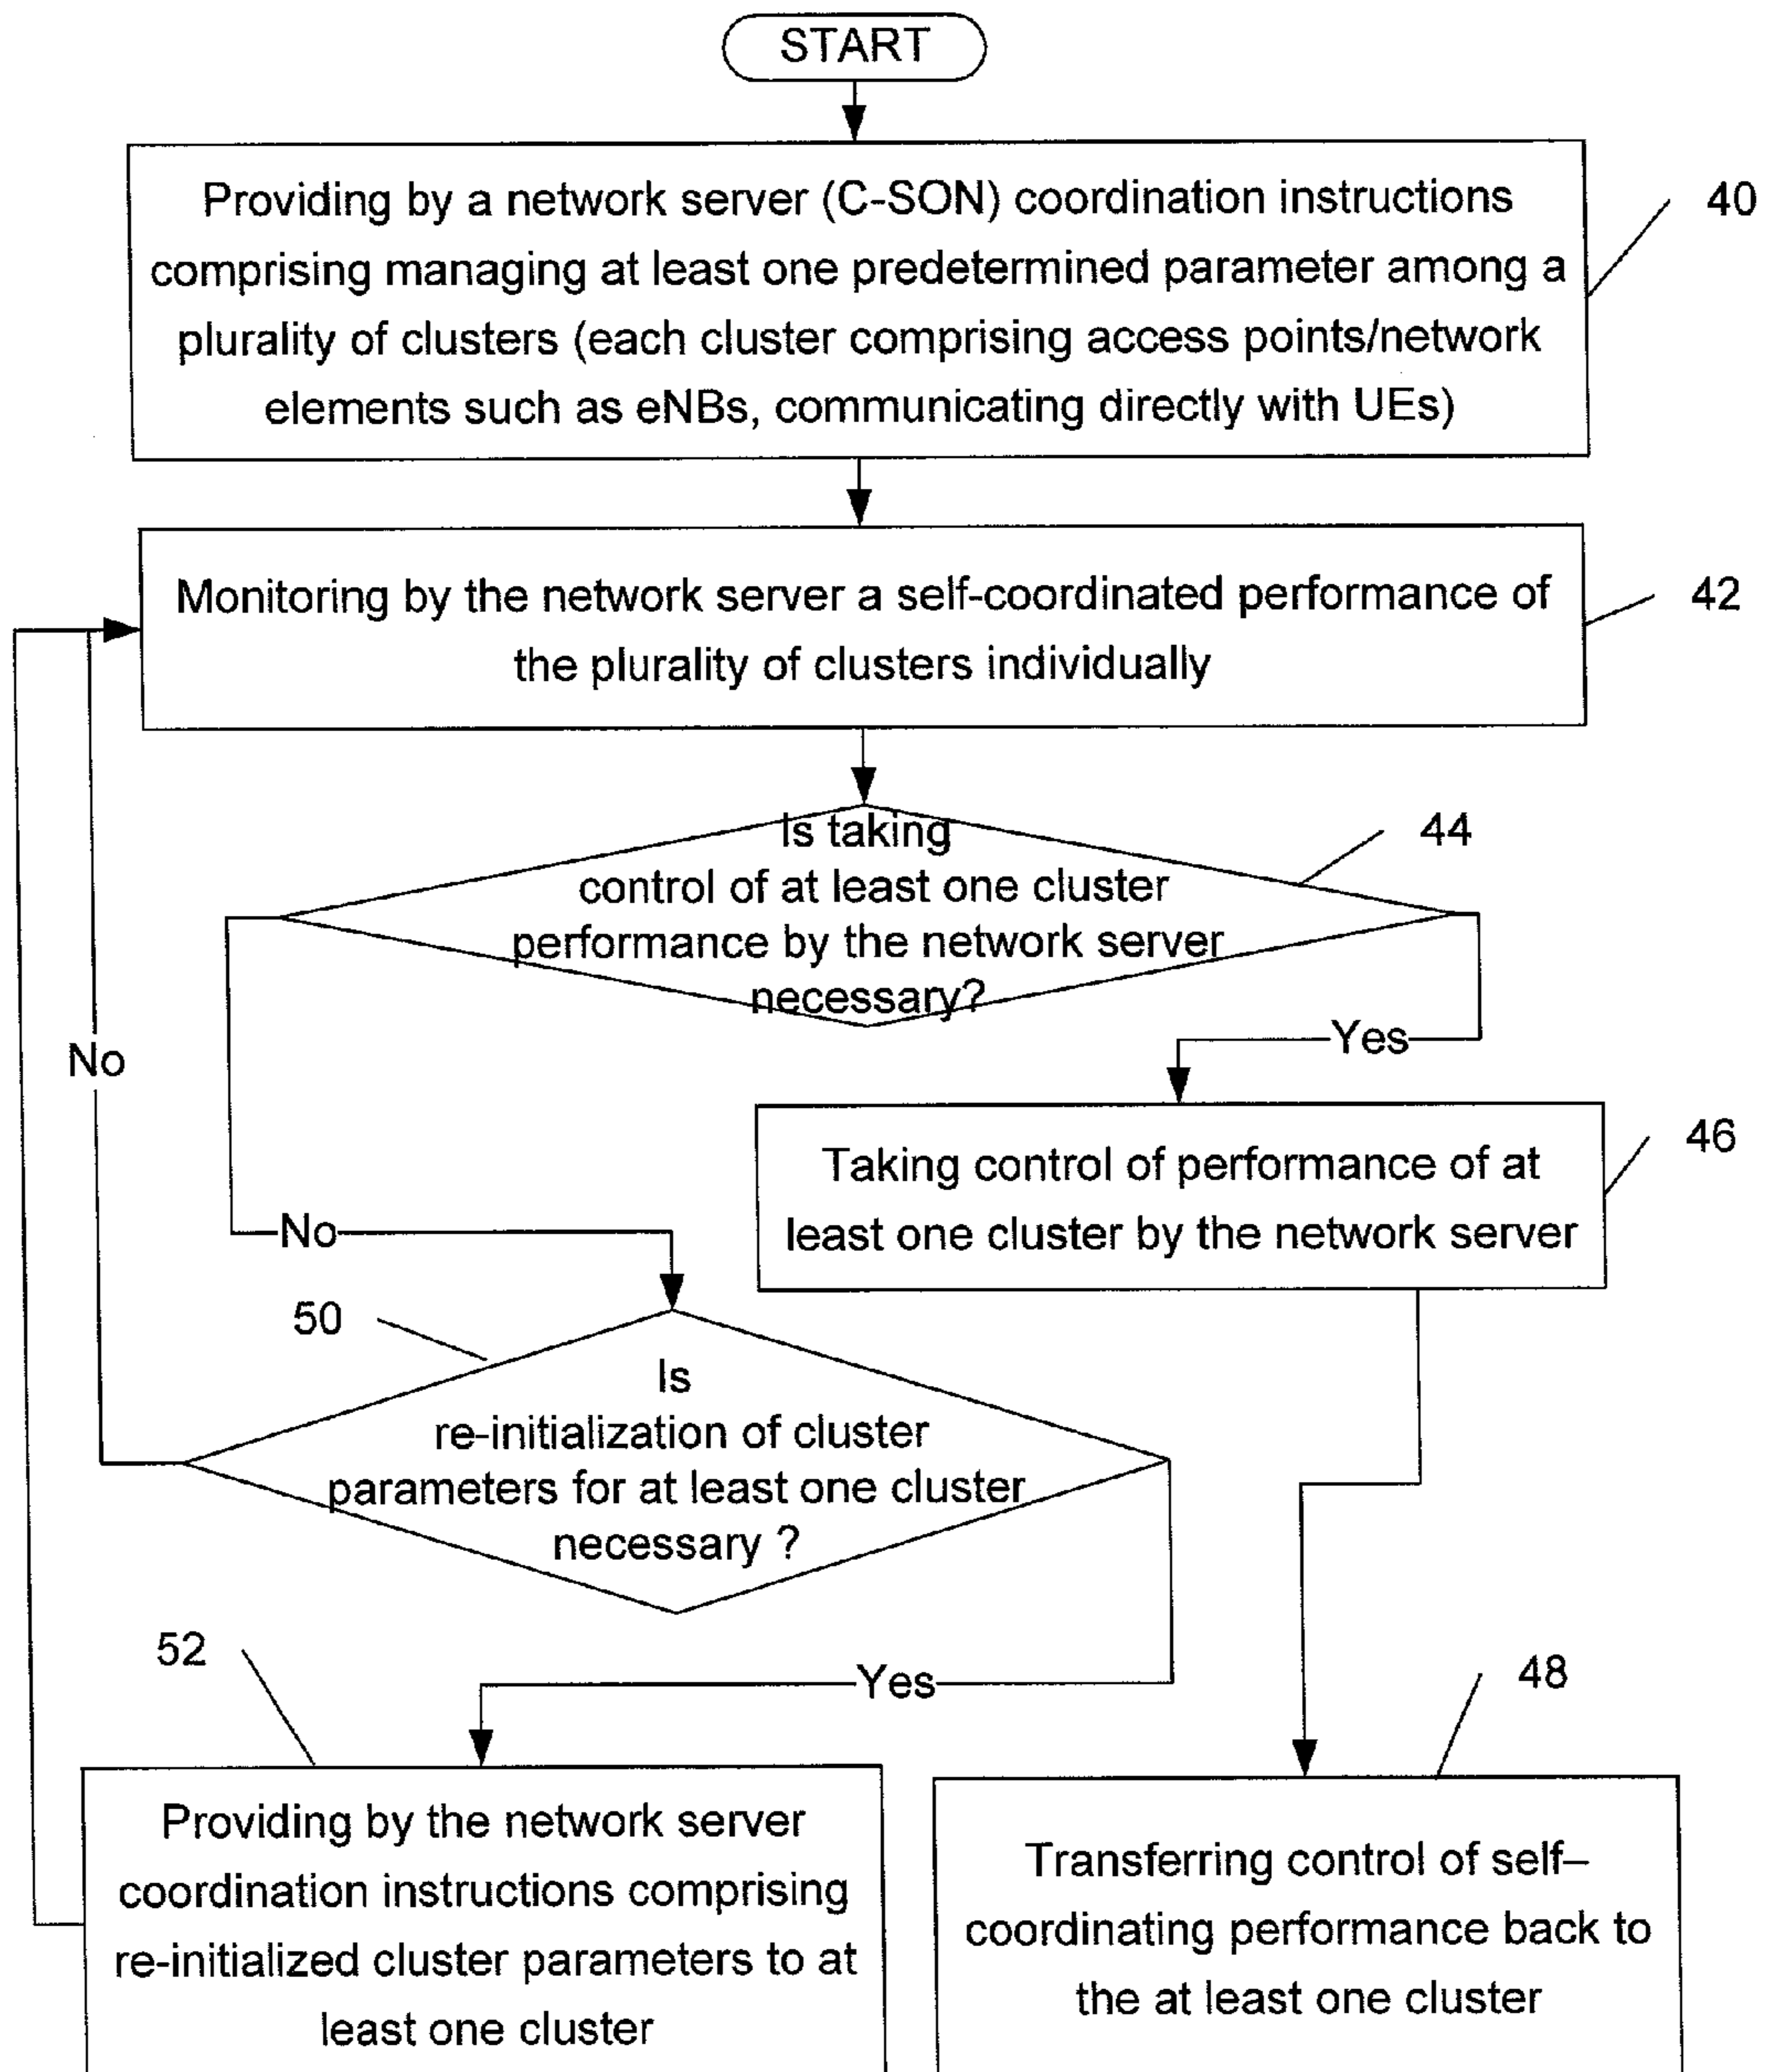 START
Providing by a network server (C-SON) coordination instructions
comprising managing at least one predetermined parameter among a
plurality of clusters (each cluster comprising access points/network
elements such as eNBs, communicating directly with UEs)
40
Monitoring by the network server a self-coordinated performance of
the plurality of clusters individually
42
Is taking
control of at least one cluster
performance by the network server
necessary?
44
No
Yes
Taking control of performance of at
least one cluster by the network server
46
No
50
Is
re-initialization of cluster
parameters for at least one cluster
necessary ?
52
Yes
48
Providing by the network server
coordination instructions comprising
re-initialized cluster parameters to at
least one cluster
Transferring control of self–
coordinating performance back to
the at least one cluster